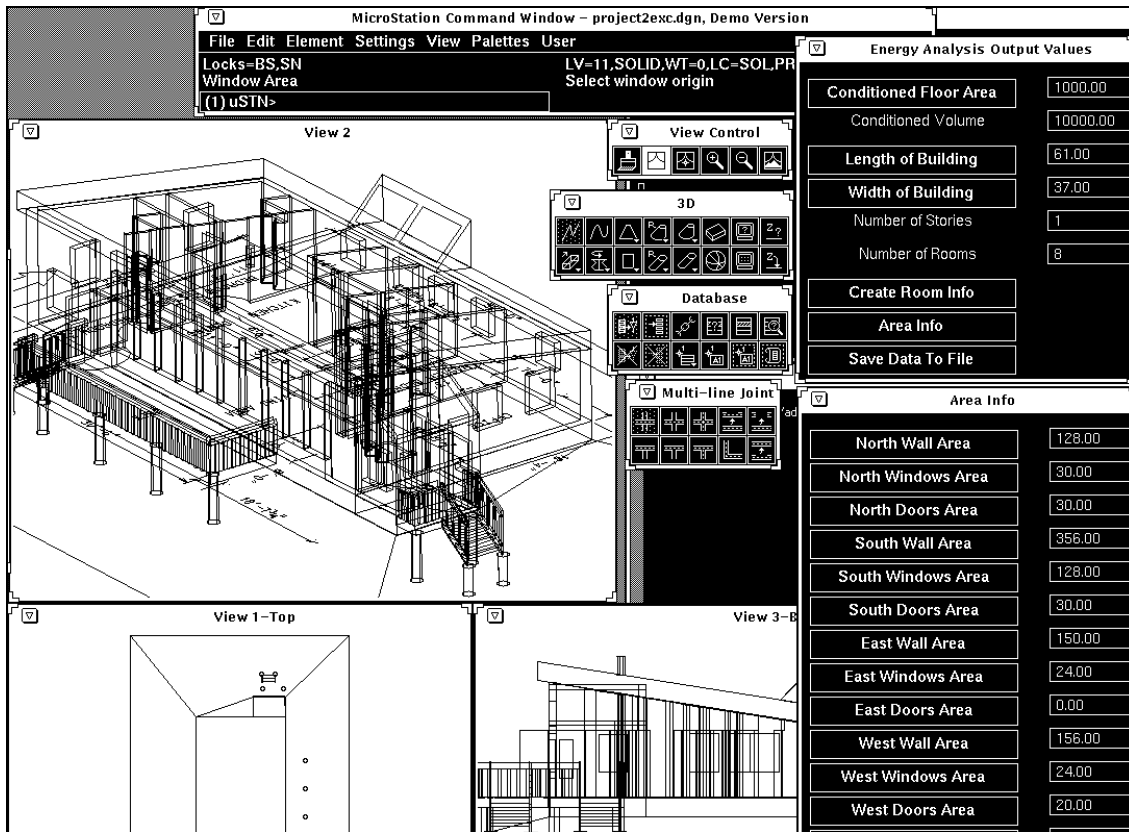 MicroStation Command Window – project2exc.dgn, Demo Version
File Edit Element Settings View Palettes User
Locks=BS,SN LV=11,SOLID,WT=0,LC=SOL,PR
Window Area Select window origin
(1) uSTN>
View 2
View Control
3D
Database
Multi-line Joint
View 1-Top
View 3-B
Energy Analysis Output Values
Conditioned Floor Area 1000.00
Conditioned Volume 10000.00
Length of Building 61.00
Width of Building 37.00
Number of Stories 1
Number of Rooms 8
Create Room Info
Area Info
Save Data To File
Area Info
North Wall Area 128.00
North Windows Area 30.00
North Doors Area 30.00
South Wall Area 356.00
South Windows Area 128.00
South Doors Area 30.00
East Wall Area 150.00
East Windows Area 24.00
East Doors Area 0.00
West Wall Area 156.00
West Windows Area 24.00
West Doors Area 20.00